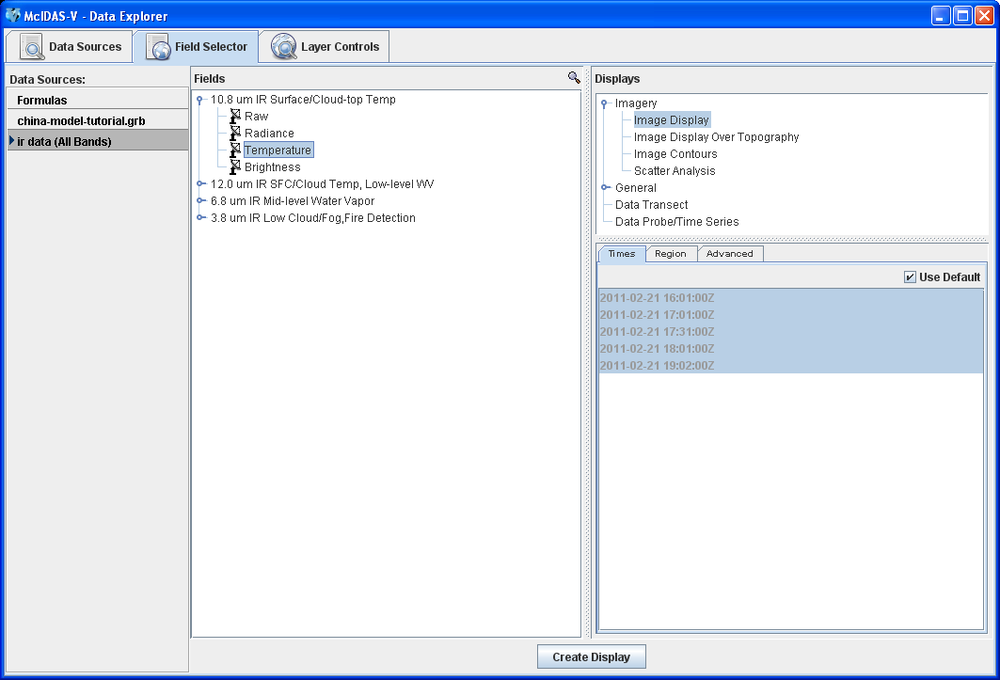 McIDAS-V - Data Explorer
Data Sources
Field Selector
Layer Controls
Data Sources:
Formulas
china-model-tutorial.grb
ir data (All Bands)
Fields
10.8 um IR Surface/Cloud-top Temp
Raw
Radiance
Temperature
Brightness
12.0 um IR SFC/Cloud Temp, Low-level WV
6.8 um IR Mid-level Water Vapor
3.8 um IR Low Cloud/Fog,Fire Detection
Displays
Imagery
Image Display
Image Display Over Topography
Image Contours
Scatter Analysis
General
Data Transect
Data Probe/Time Series
Times
Region
Advanced
Use Default
2011-02-21 16:01:00Z
2011-02-21 17:01:00Z
2011-02-21 17:31:00Z
2011-02-21 18:01:00Z
2011-02-21 19:02:00Z
Create Display